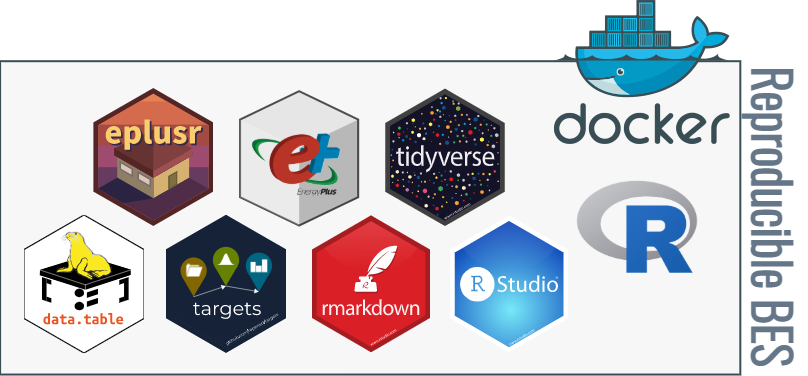 docker
Reproducible BES
eplusr
e+
EnergyPlus
tidyverse
R
data.table
targets
rmarkdown
R Studio